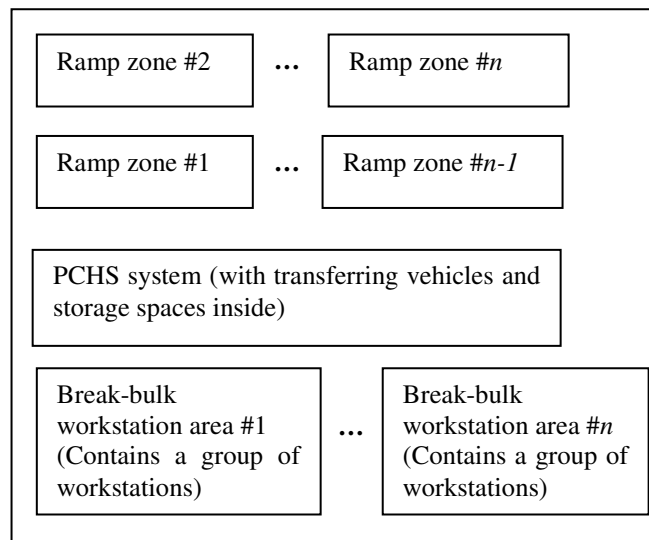 Ramp zone #2 ... Ramp zone #n
Ramp zone #1 ... Ramp zone #n-1
PCHS system (with transferring vehicles and
storage spaces inside)
Break-bulk
workstation area #1
(Contains a group of
workstations)
...
Break-bulk
workstation area #n
(Contains a group of
workstations)